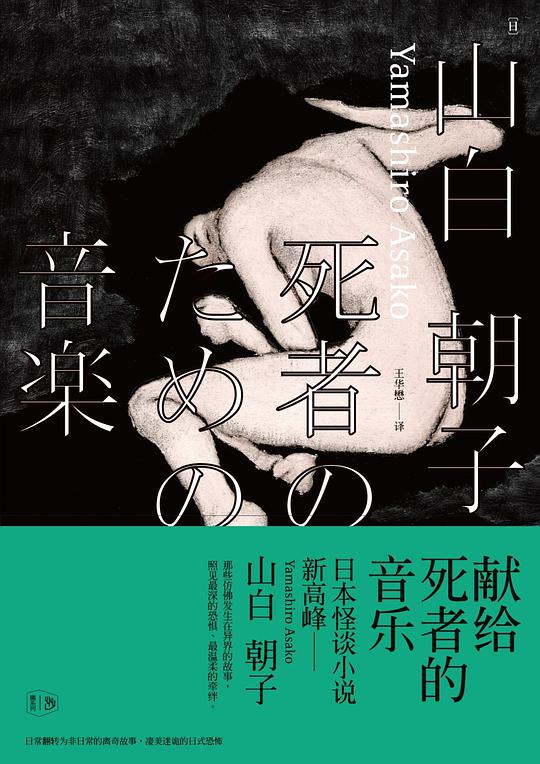 [日]
山白 朝子
Yamashiro Asako
王华懋——译
死者の
ための
音楽
献给
死者的
音乐
日本怪谈小说
新高峰——
Yamashiro Asako
山白 朝子
那些仿佛发生在异界的故事，
照见最深的恐惧、最温柔的牵绊。
日常翻转为非日常的离奇故事，凄美迷诡的日式恐怖